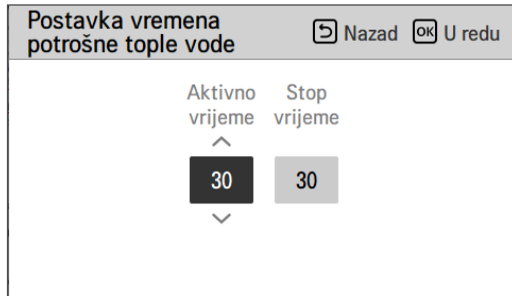 Postavka vremena
potrošne tople vode
Nazad OK U redu
Aktivno Stop
vrijeme vrijeme
30 30